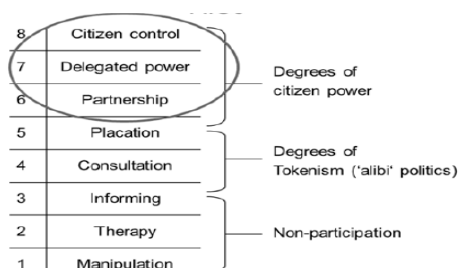 8 Citizen control
7 Delegated power
6 Partnership
Degrees of
citizen power
5 Placation
4 Consultation
Degrees of
Tokenism ('alibi' politics)
3 Informing
2 Therapy
1 Manipulation
Non-participation